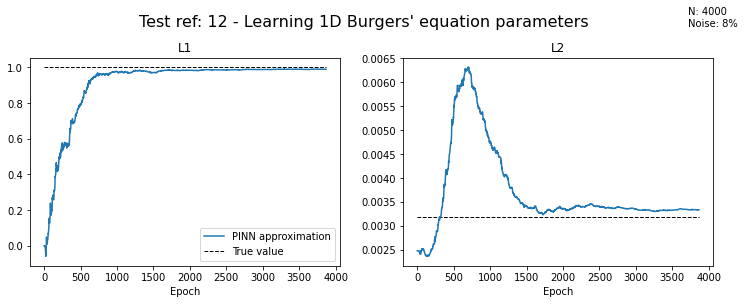 Test ref: 12 - Learning 1D Burgers' equation parameters
N: 4000
Noise: 8%
L1
1.0
0.8
0.6
0.4
0.2
0.0
PINN approximation
True value
0 500 1000 1500 2000 2500 3000 3500 4000
Epoch
L2
0.0065
0.0060
0.0055
0.0050
0.0045
0.0040
0.0035
0.0030
0.0025
0 500 1000 1500 2000 2500 3000 3500 4000
Epoch